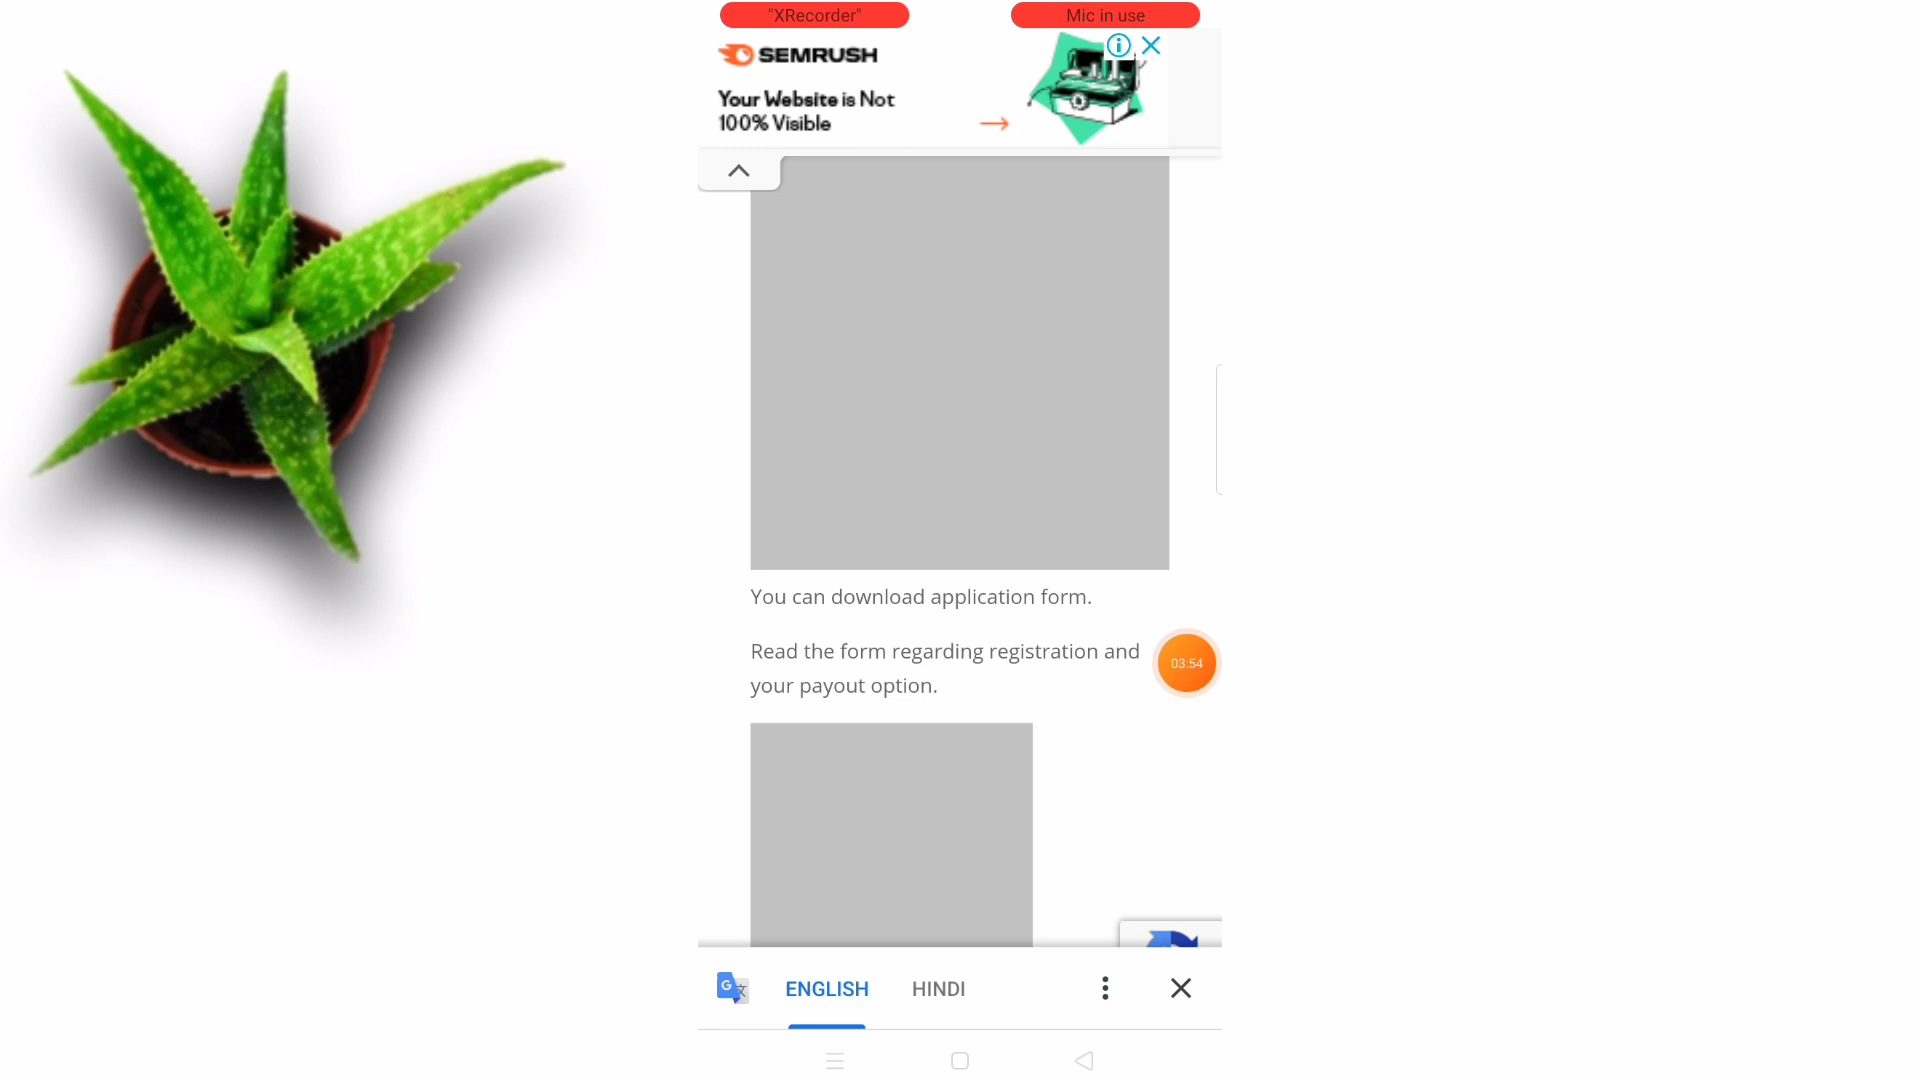 "XRecorder"
Mic in use
SEMRUSH
Your Website is Not
100% Visible
You can download application form.
Read the form regarding registration and
your payout option.
03:54
G 文
ENGLISH
HINDI